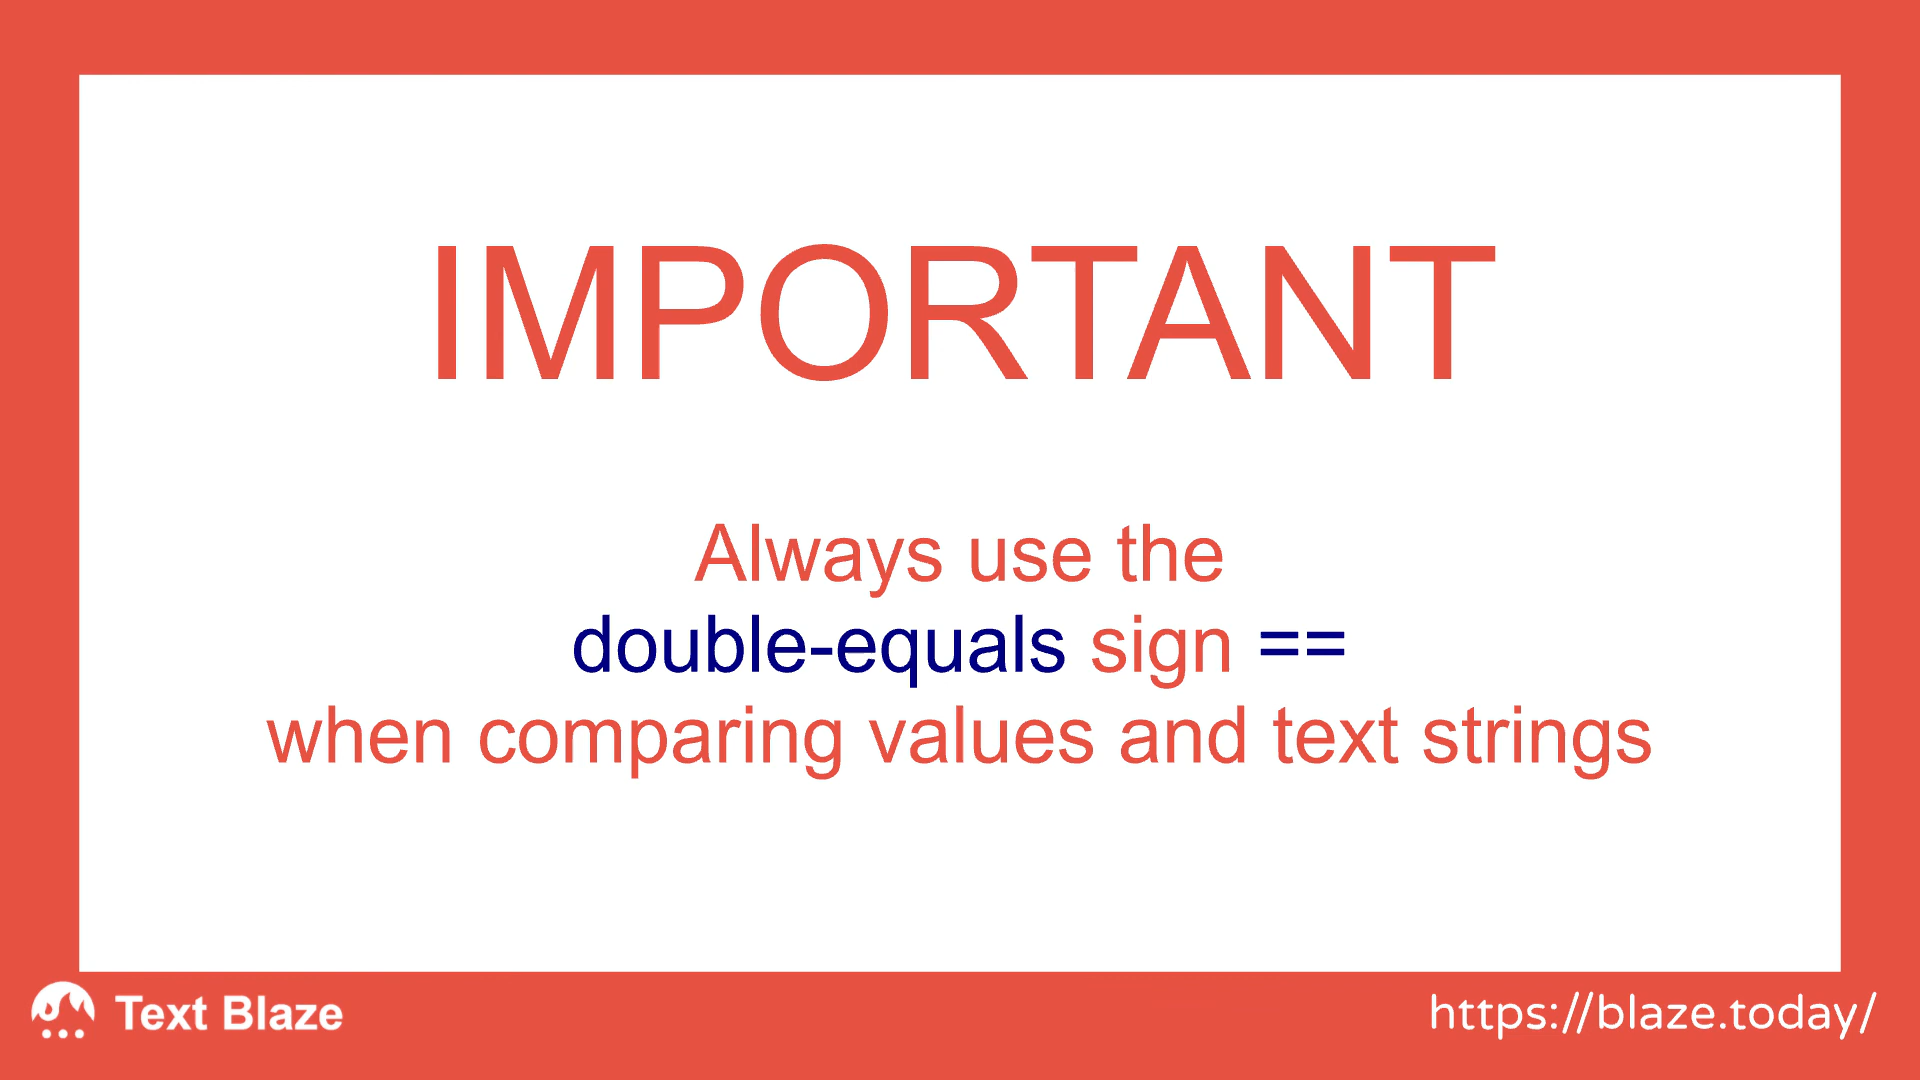 IMPORTANT
Always use the
double-equals sign ==
when comparing values and text strings
Text Blaze
https://blaze.today/